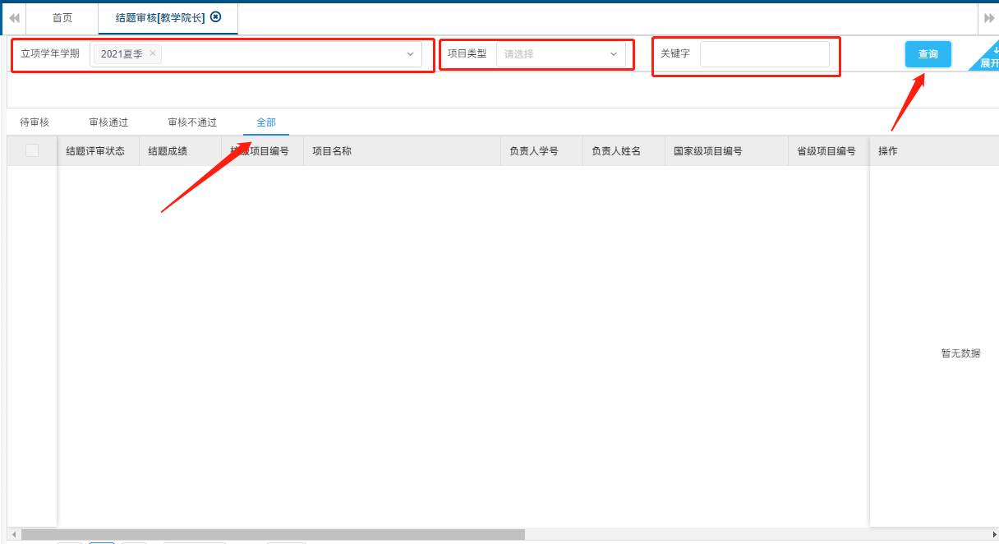 首页
结题审核[教学院长]
立项学年学期 2021夏季 × 项目类型 请选择 关键字 查询 展开
待审核 审核通过 审核不通过 全部
结题评审状态 结题成绩 校级项目编号 项目名称 负责人学号 负责人姓名 国家级项目编号 省级项目编号 操作
暂无数据